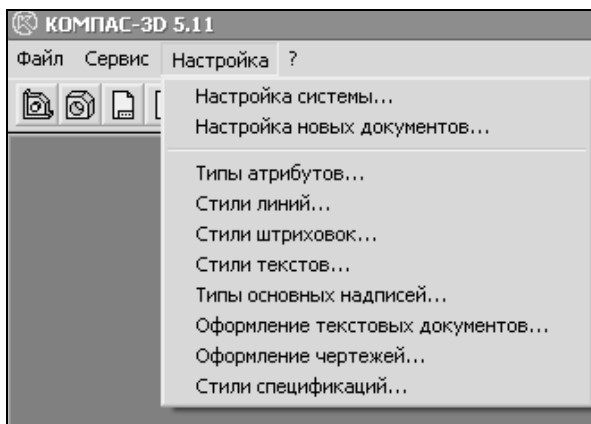 КОМПАС-3D 5.11
Файл Сервис Настройка ?
Настройка системы...
Настройка новых документов...
Типы атрибутов...
Стили линий...
Стили штриховок...
Стили текстов...
Типы основных надписей...
Оформление текстовых документов...
Оформление чертежей...
Стили спецификаций...